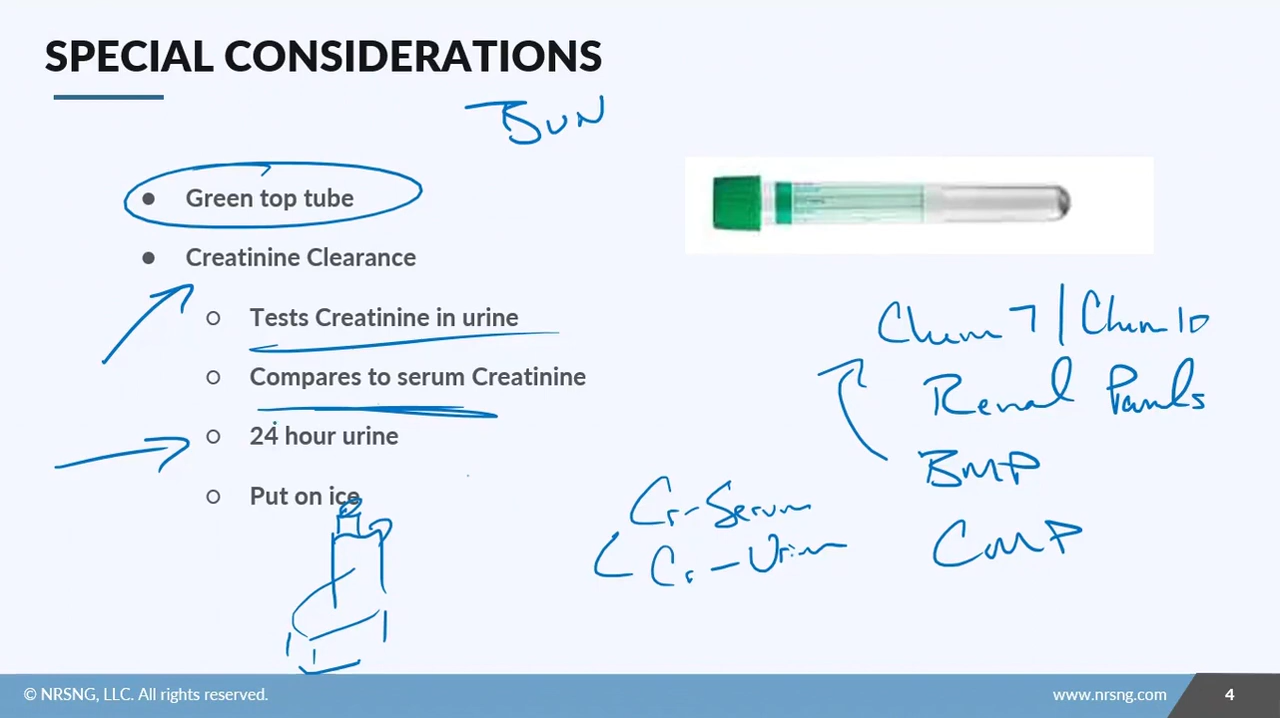 SPECIAL CONSIDERATIONS
BUN
● Green top tube
● Creatinine Clearance
○ Tests Creatinine in urine
○ Compares to serum Creatinine
○ 24 hour urine
○ Put on ice
Chem 7 | Chem 10
Renal Panels
BMP
CMP
Cr - Serum
Cr - Urine
© NRSNG, LLC. All rights reserved.
www.nrsng.com
4